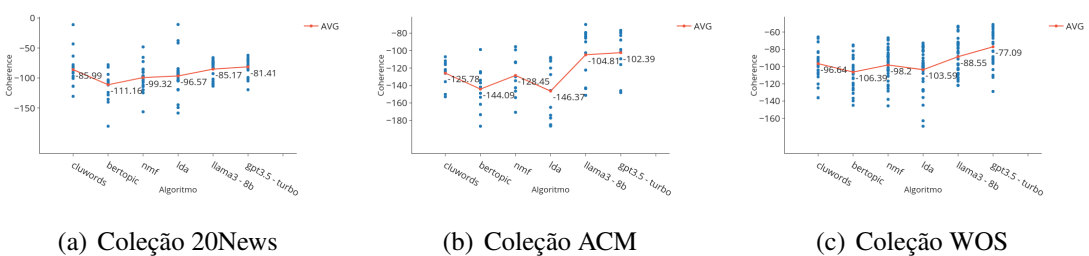 0
−50
−100
−150
Coherence
-85.99
-111.16
-99.32
-96.57
-85.17
-81.41
AVG
cluwords
bertopic
nmf
lda
llama3 - 8b
gpt3.5 - turbo
Algoritmo
(a) Coleção 20News
−80
−100
−120
−140
−160
−180
Coherence
-125.78
-144.09
-128.45
-146.37
-104.81
-102.39
AVG
cluwords
bertopic
nmf
lda
llama3 - 8b
gpt3.5 - turbo
Algoritmo
(b) Coleção ACM
−60
−80
−100
−120
−140
−160
Coherence
-96.64
-106.39
-98.2
-103.59
-88.55
-77.09
AVG
cluwords
bertopic
nmf
lda
llama3 - 8b
gpt3.5 - turbo
Algoritmo
(c) Coleção WOS